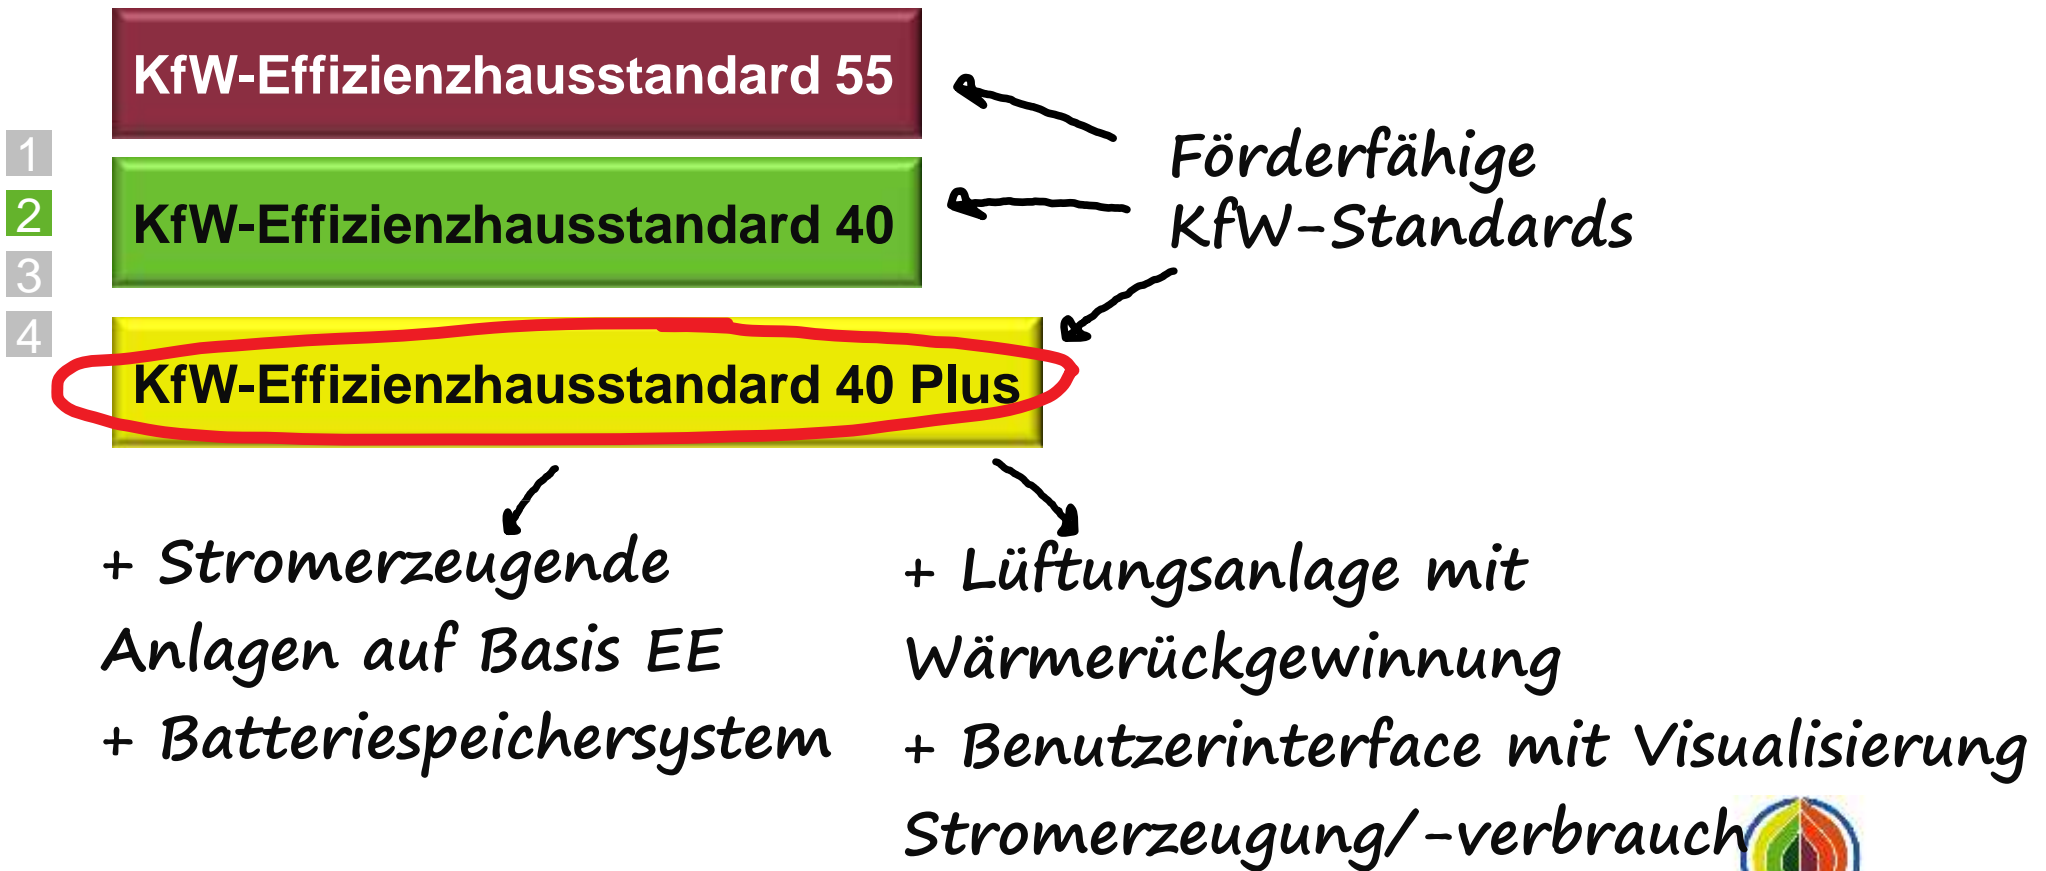 KfW-Effizienzhausstandard 55
1
2
3
4
KfW-Effizienzhausstandard 40
Förderfähige
KfW-Standards
KfW-Effizienzhausstandard 40 Plus
+ Stromerzeugende
Anlagen auf Basis EE
+ Batteriespeichersystem
+ Lüftungsanlage mit
Wärmerückgewinnung
+ Benutzerinterface mit Visualisierung
Stromerzeugung/-verbrauch